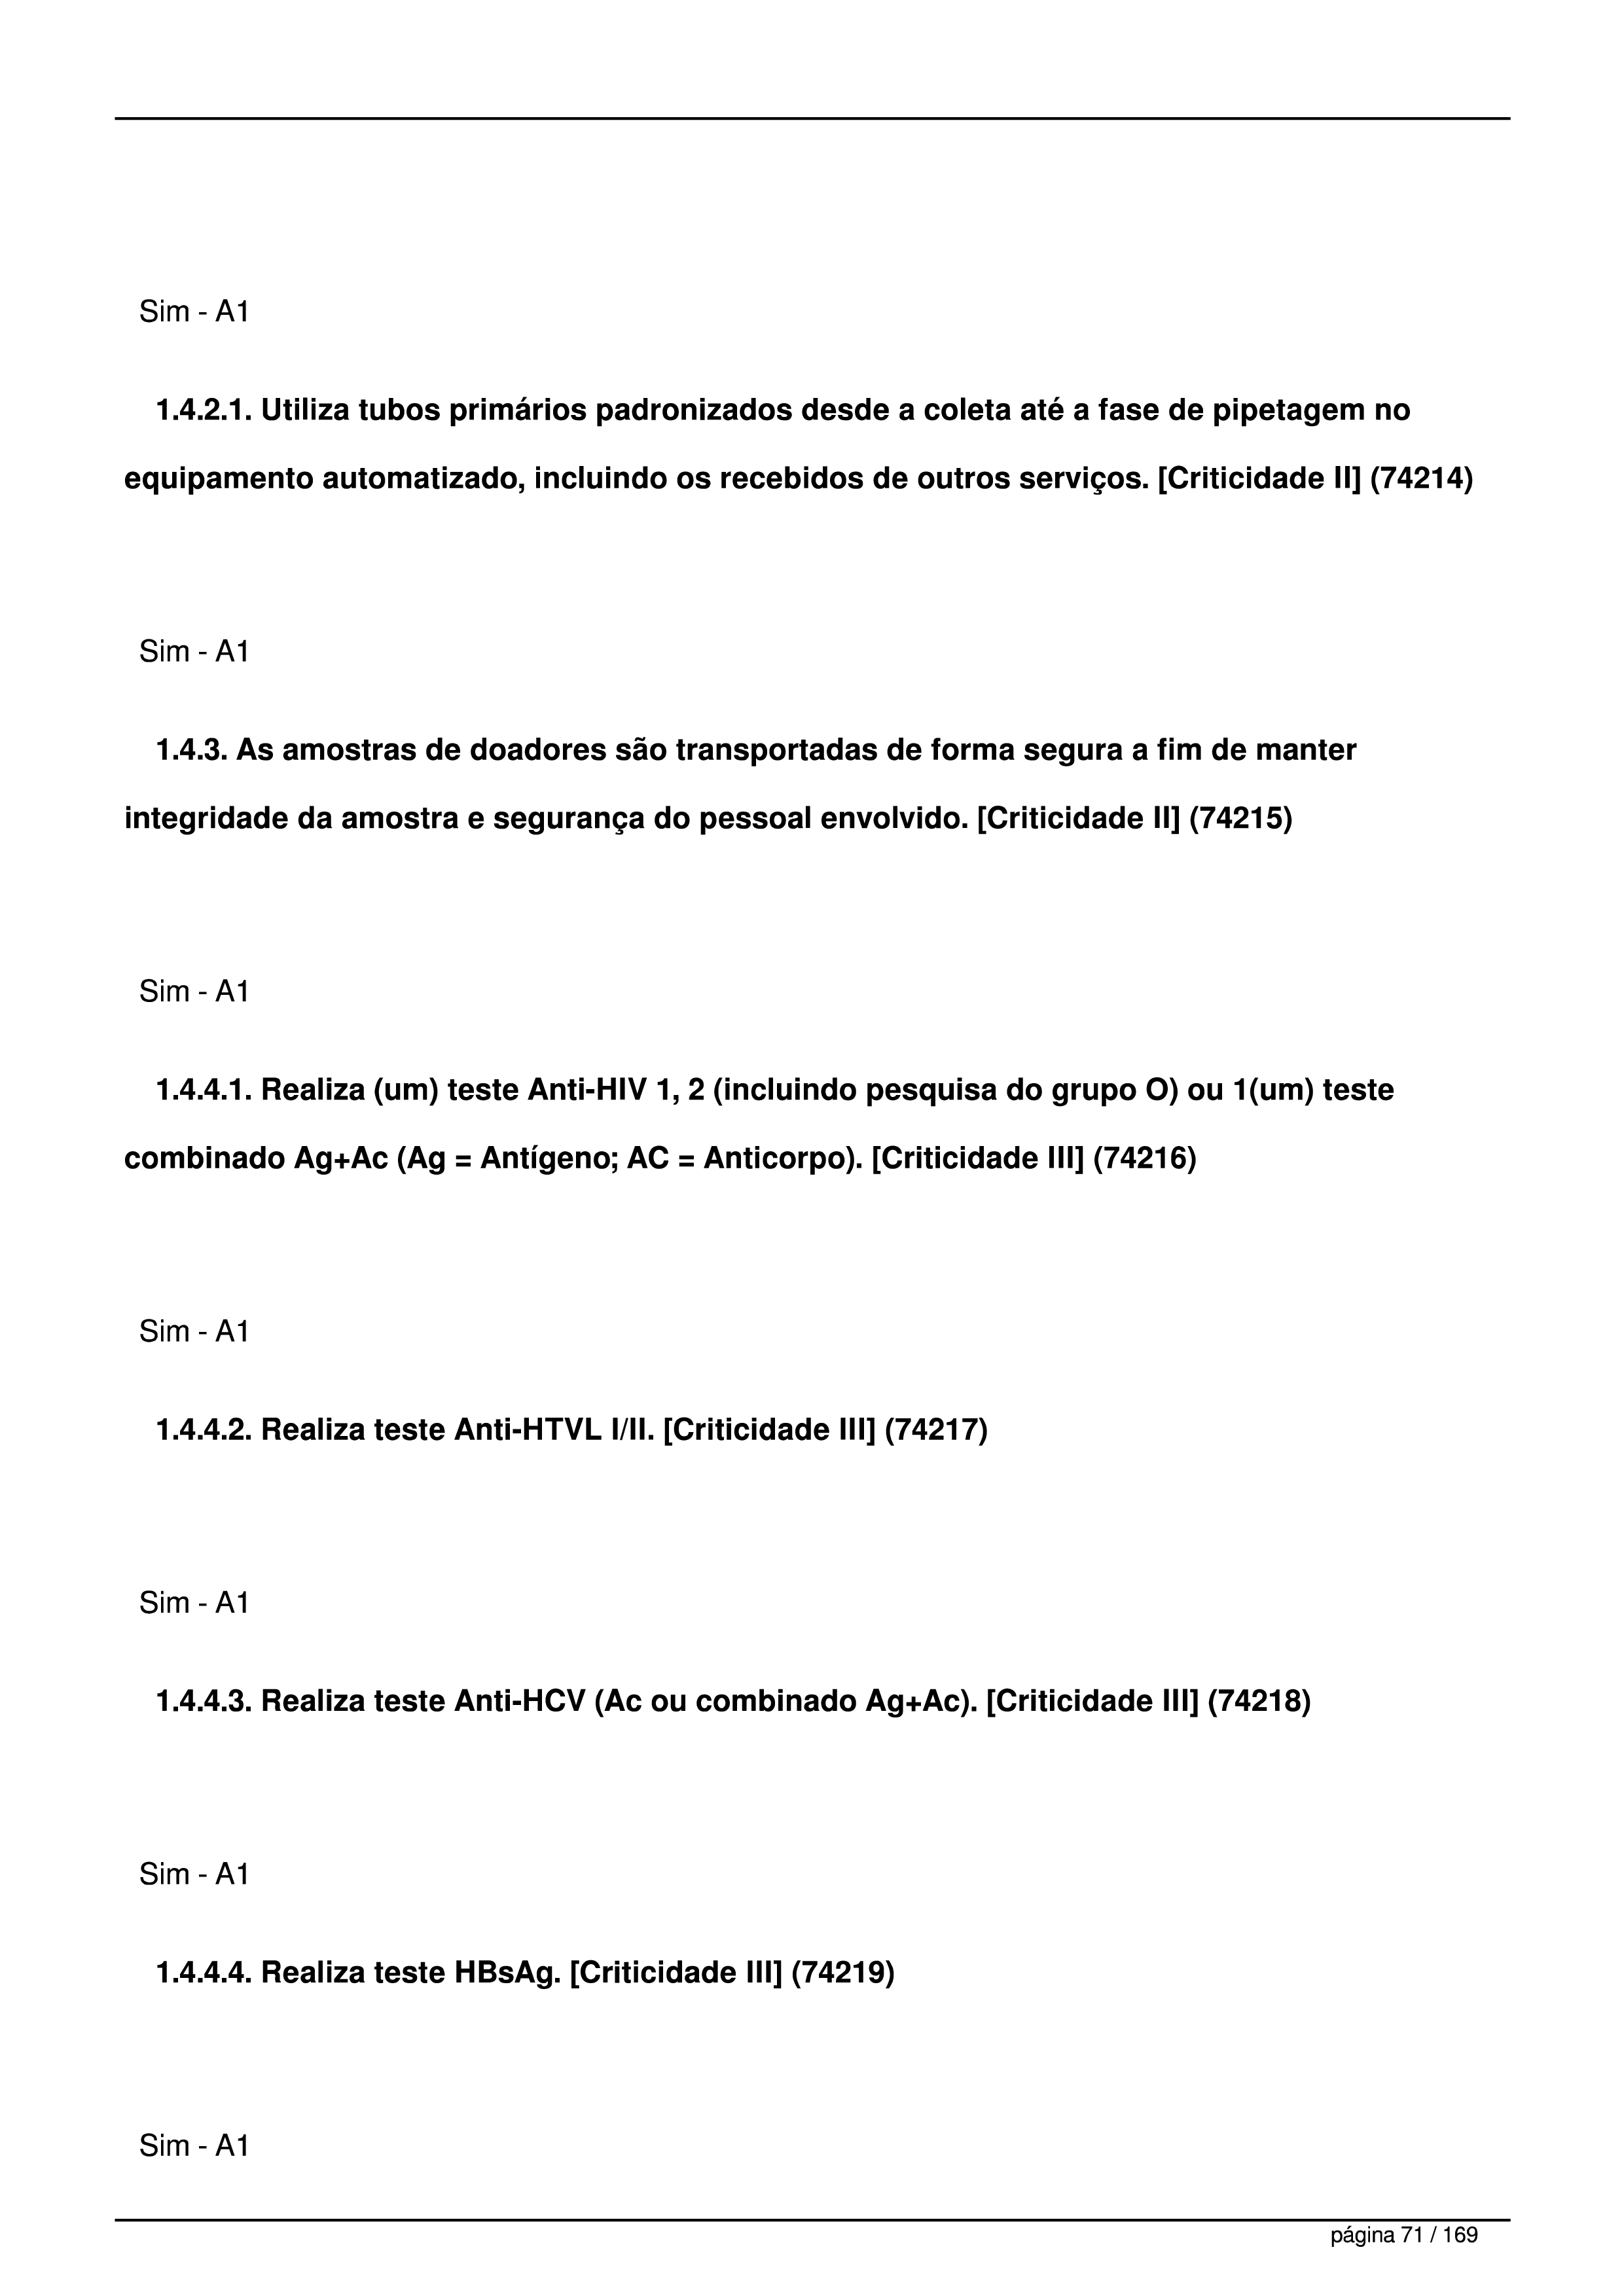 Sim - A1
1.4.2.1. Utiliza tubos primários padronizados desde a coleta até a fase de pipetagem no
equipamento automatizado, incluindo os recebidos de outros serviços. [Criticidade II] (74214)
Sim - A1
1.4.3. As amostras de doadores são transportadas de forma segura a fim de manter
integridade da amostra e segurança do pessoal envolvido. [Criticidade II] (74215)
Sim - A1
1.4.4.1. Realiza (um) teste Anti-HIV 1, 2 (incluindo pesquisa do grupo O) ou 1(um) teste
combinado Ag+Ac (Ag = Antígeno; AC = Anticorpo). [Criticidade III] (74216)
Sim - A1
1.4.4.2. Realiza teste Anti-HTVL I/II. [Criticidade III] (74217)
Sim - A1
1.4.4.3. Realiza teste Anti-HCV (Ac ou combinado Ag+Ac). [Criticidade III] (74218)
Sim - A1
1.4.4.4. Realiza teste HBsAg. [Criticidade III] (74219)
Sim - A1
página 71 / 169